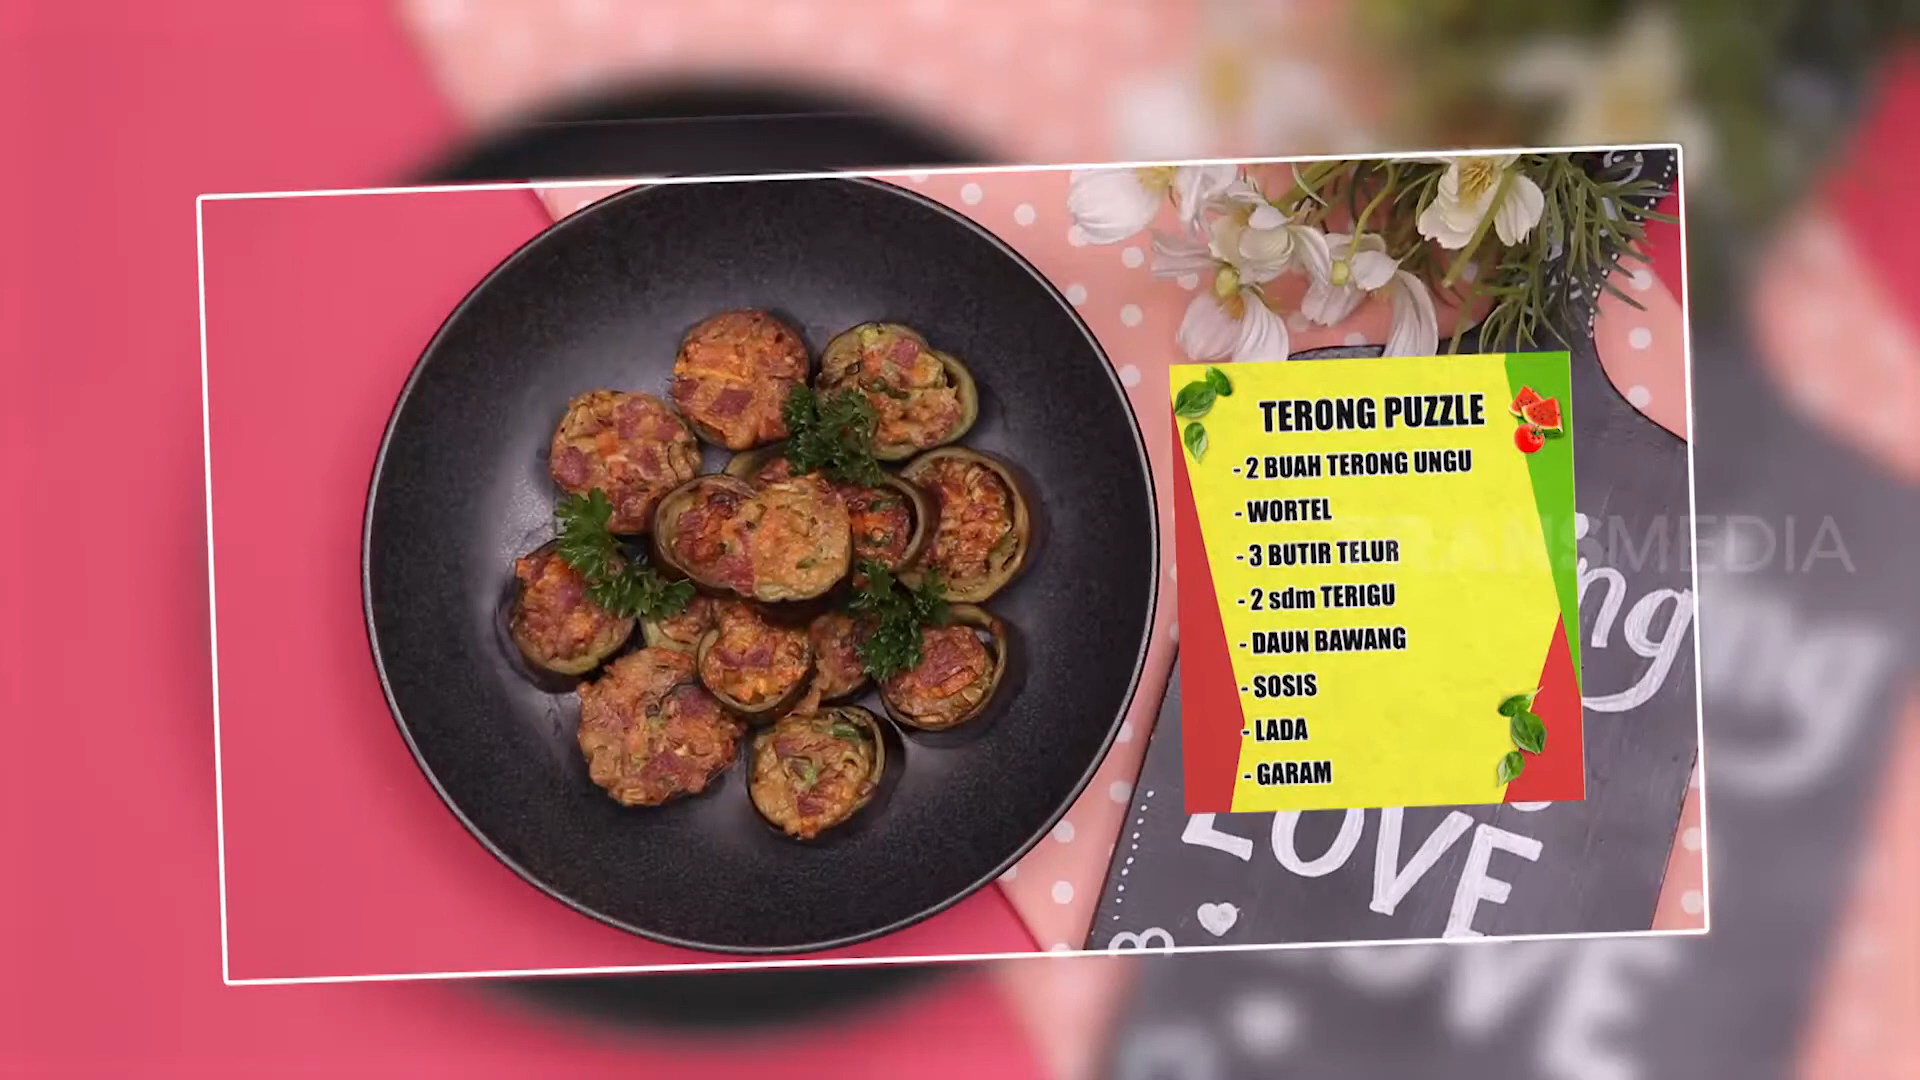 TERONG PUZZLE
- 2 BUAH TERONG UNGU
- WORTEL
- 3 BUTIR TELUR
- 2 sdm TERIGU
- DAUN BAWANG
- SOSIS
- LADA
- GARAM
TRANSMEDIA
LOVE